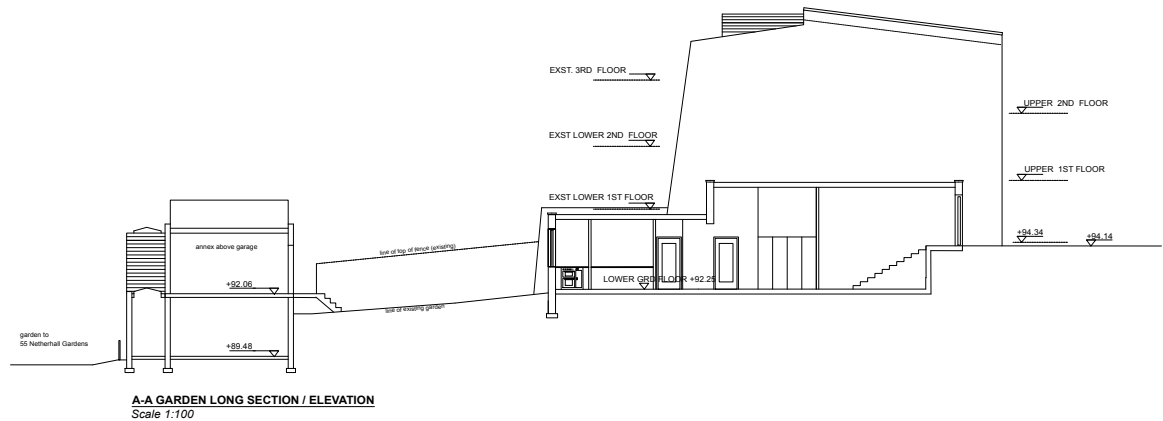 EXST. 3RD FLOOR
UPPER 2ND FLOOR
EXST LOWER 2ND FLOOR
UPPER 1ST FLOOR
EXST LOWER 1ST FLOOR
+94.34
+94.14
annex above garage
line of top of fence (existing)
LOWER GRD FLOOR +92.25
+92.06
line of existing garden
garden to
55 Netherhall Gardens
+89.48
A-A GARDEN LONG SECTION / ELEVATION
Scale 1:100